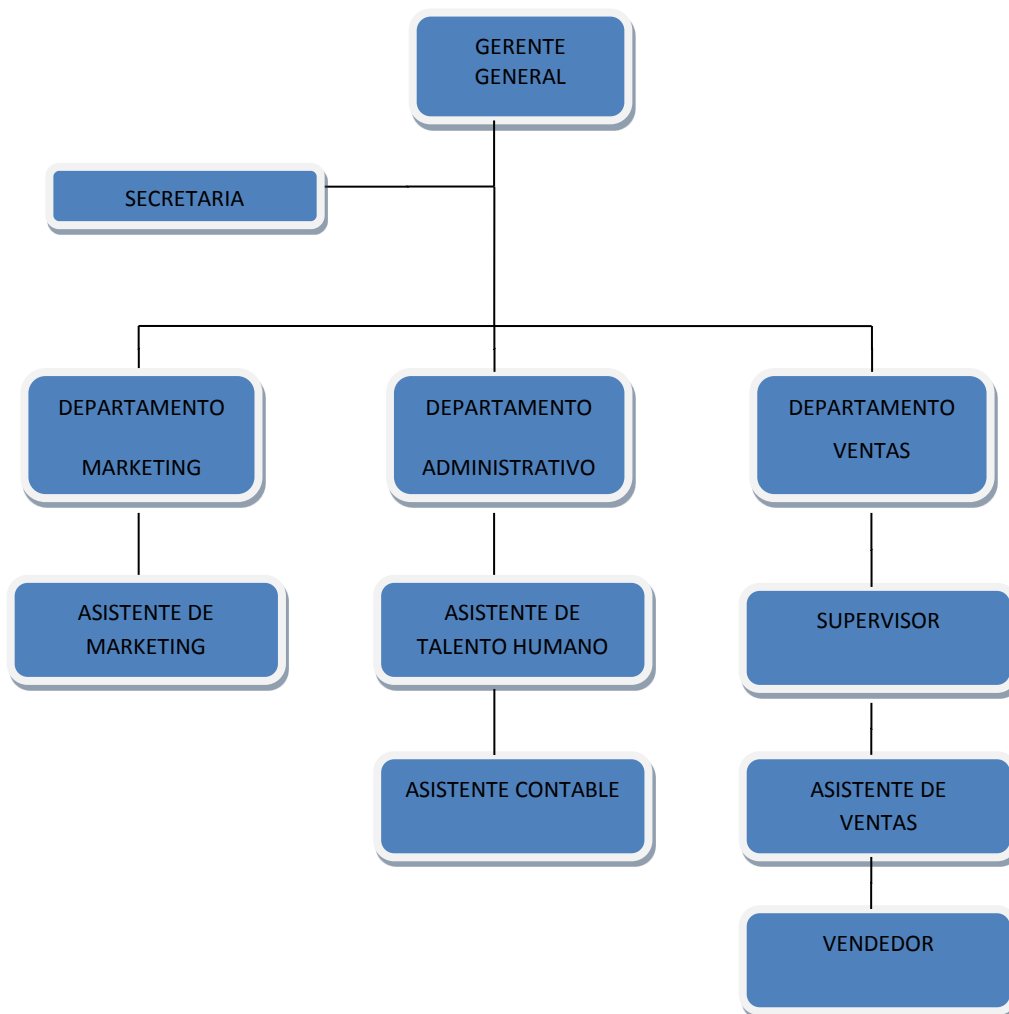 GERENTE
GENERAL
SECRETARIA
DEPARTAMENTO
MARKETING
DEPARTAMENTO
ADMINISTRATIVO
DEPARTAMENTO
VENTAS
ASISTENTE DE
MARKETING
ASISTENTE DE
TALENTO HUMANO
SUPERVISOR
ASISTENTE CONTABLE
ASISTENTE DE
VENTAS
VENDEDOR